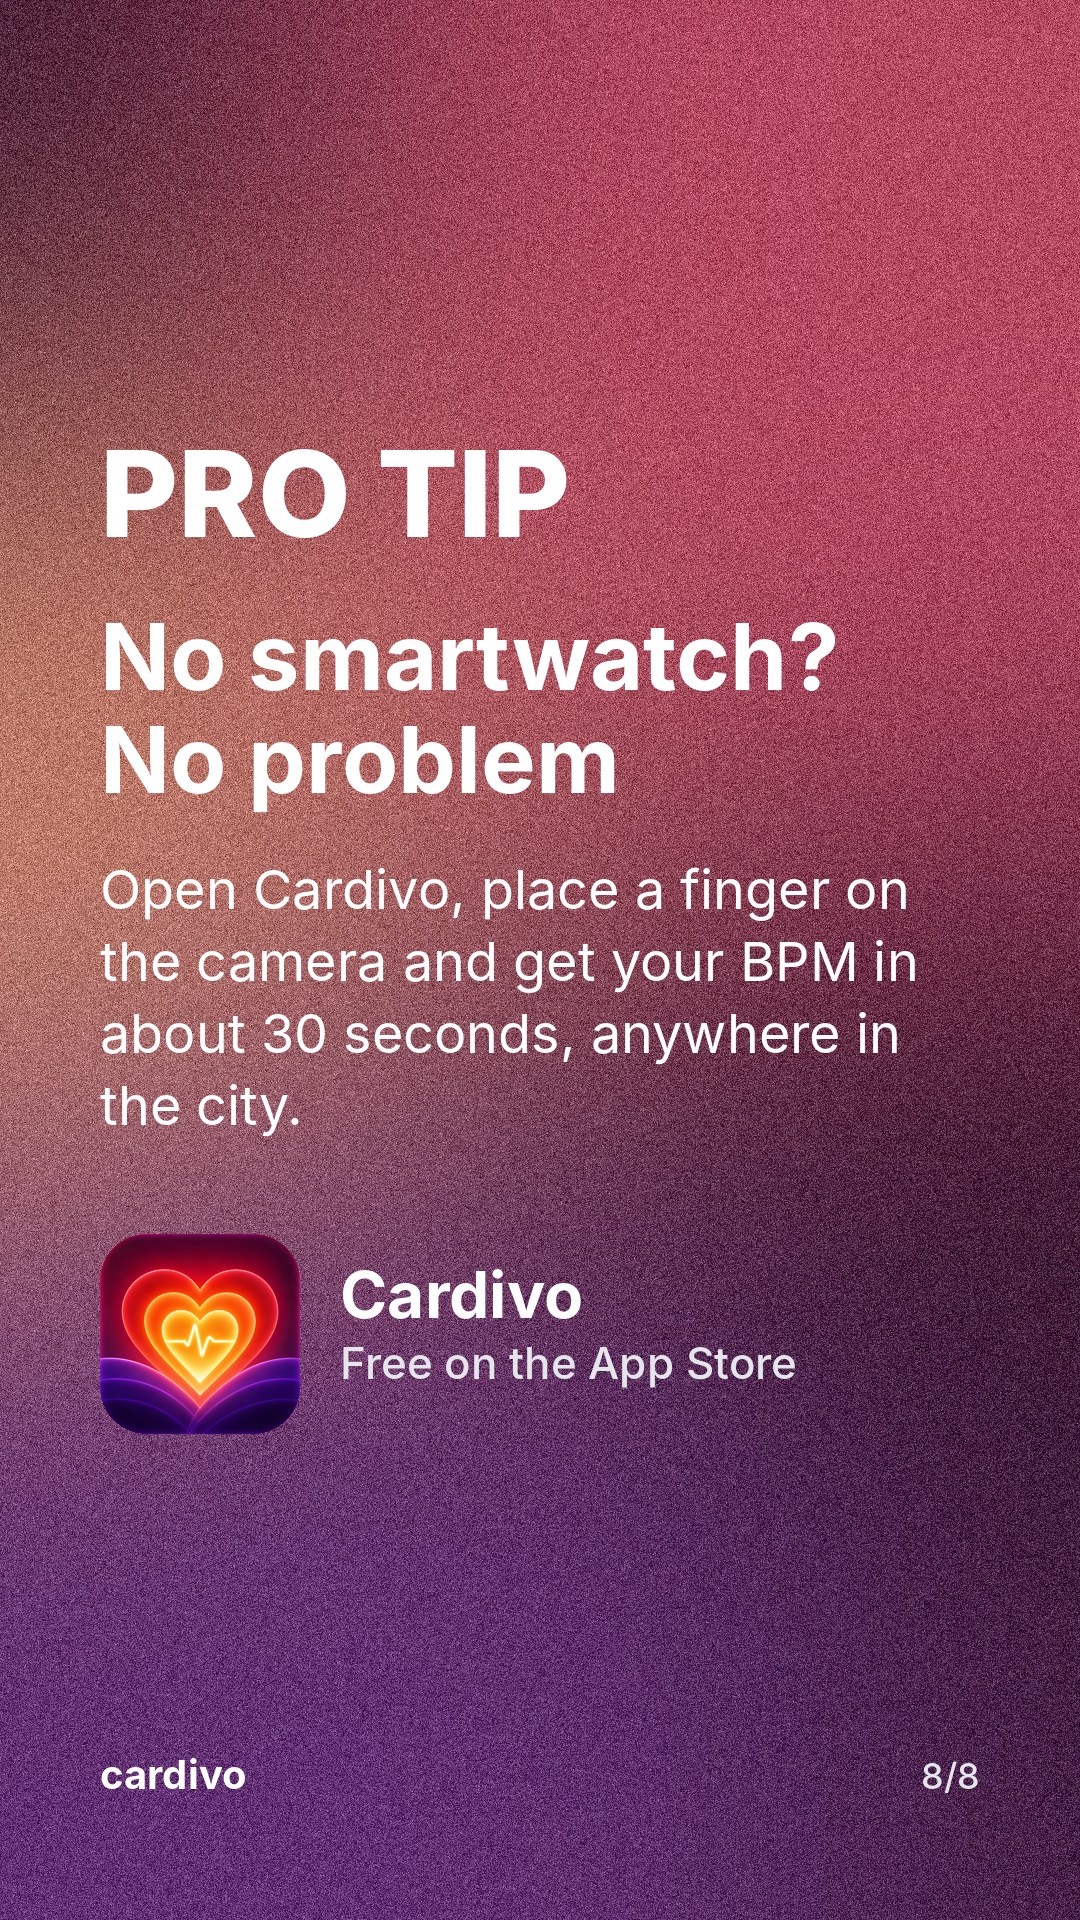 PRO TIP
No smartwatch?
No problem
Open Cardivo, place a finger on
the camera and get your BPM in
about 30 seconds, anywhere in
the city.
Cardivo
Free on the App Store
cardivo
8/8